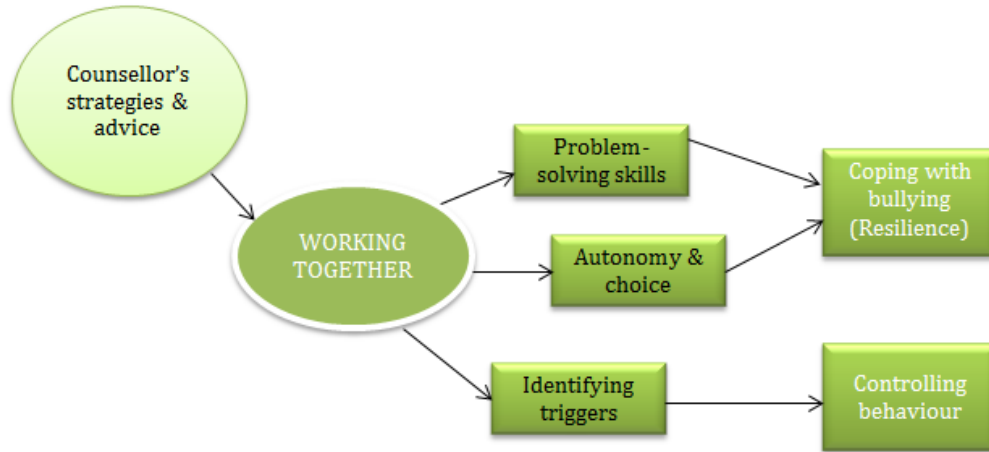 Counsellor's
strategies &
advice
WORKING
TOGETHER
Problem-
solving skills
Autonomy &
choice
Identifying
triggers
Coping with
bullying
(Resilience)
Controlling
behaviour